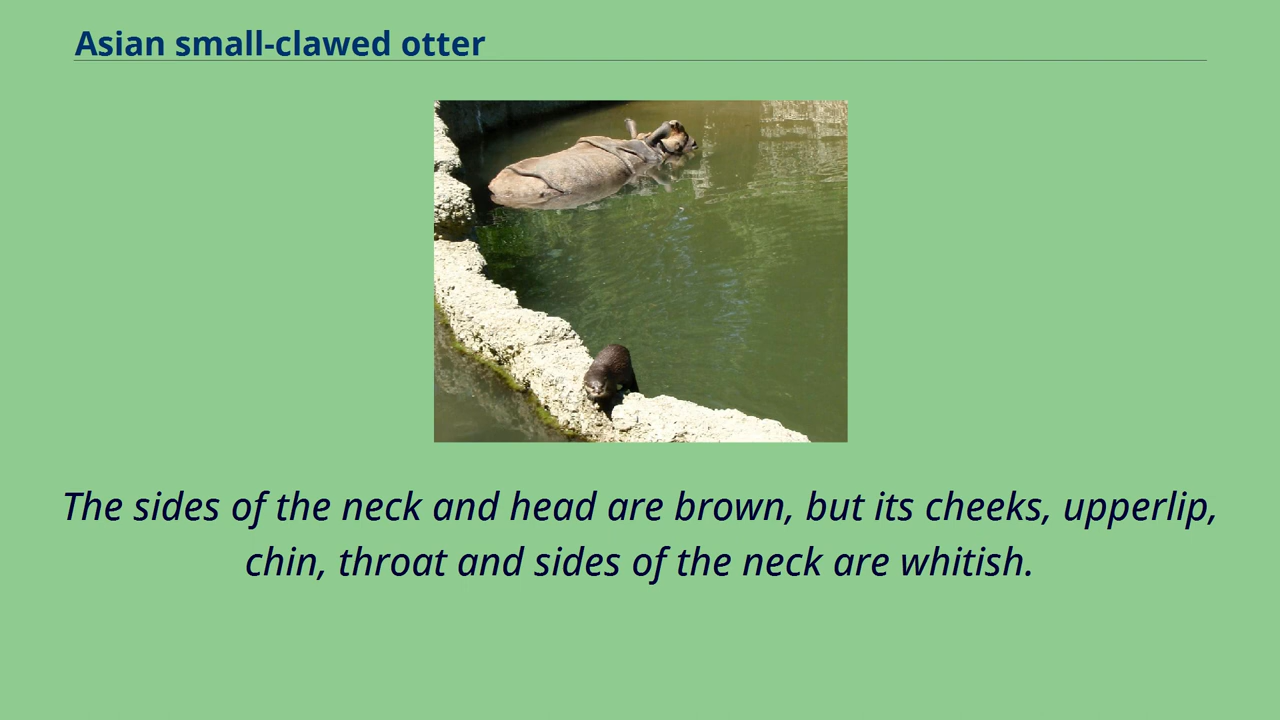 Asian small-clawed otter
The sides of the neck and head are brown, but its cheeks, upperlip,
chin, throat and sides of the neck are whitish.